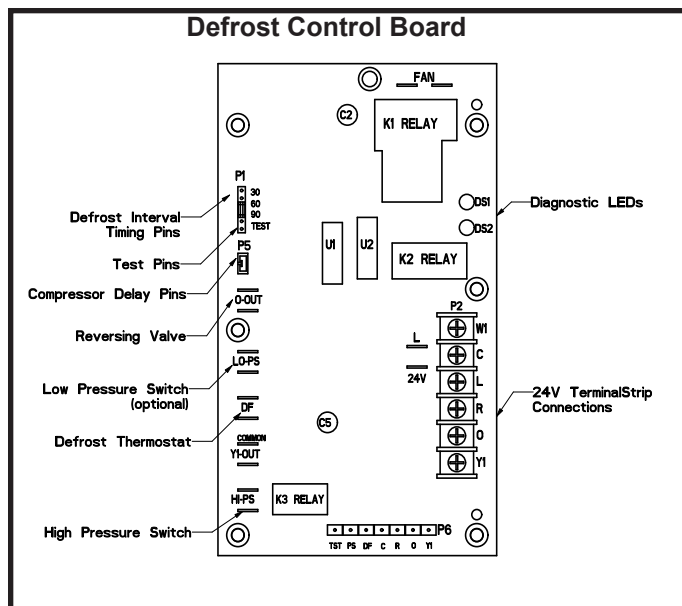 Defrost Control Board
FAN
C2
K1 RELAY
P1
30
60
90
TEST
Defrost Interval
Timing Pins
Test Pins
P5
Compressor Delay Pins
O-OUT
Reversing Valve
LO-PS
Low Pressure Switch
(optional)
DF
Defrost Thermostat
COMMON
Y1-OUT
HI-PS
High Pressure Switch
DS1
DS2
Diagnostic LEDs
U1
U2
K2 RELAY
P2
W1
C
L
R
O
Y1
L
24V
24V TerminalStrip
Connections
C5
K3 RELAY
P6
TST PS DF C R O Y1